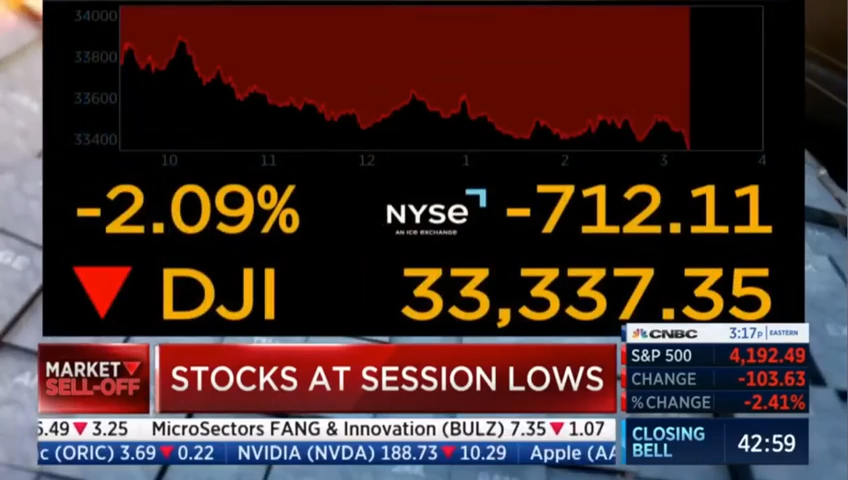 34000
33800
33600
33400
10 11 12 1 2 3 4
-2.09% NYSE -712.11
AN ICE EXCHANGE
▼ DJI 33,337.35
CNBC 3:17p EASTERN
MARKET▼
SELL-OFF
STOCKS AT SESSION LOWS
S&P 500 4,192.49
CHANGE -103.63
% CHANGE -2.41%
5.49 ▼ 3.25 MicroSectors FANG & Innovation (BULZ) 7.35 ▼ 1.07
c (ORIC) 3.69 ▼ 0.22 NVIDIA (NVDA) 188.73 ▼ 10.29 Apple (AA
CLOSING
BELL
42:59